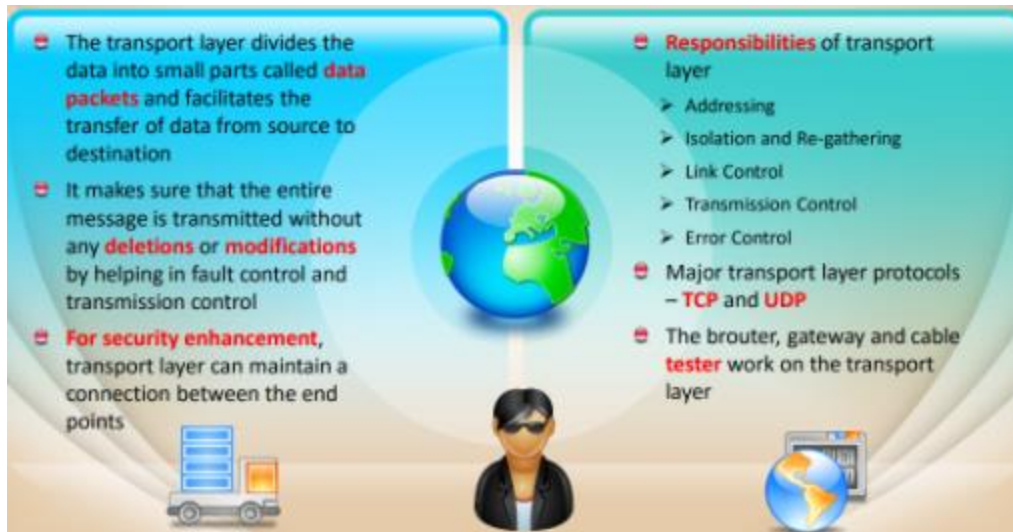 The transport layer divides the
data into small parts called data
packets and facilitates the
transfer of data from source to
destination
It makes sure that the entire
message is transmitted without
any deletions or modifications
by helping in fault control and
transmission control
For security enhancement,
transport layer can maintain a
connection between the end
points
Responsibilities of transport
layer
Addressing
Isolation and Re-gathering
Link Control
Transmission Control
Error Control
Major transport layer protocols
– TCP and UDP
The brouter, gateway and cable
tester work on the transport
layer